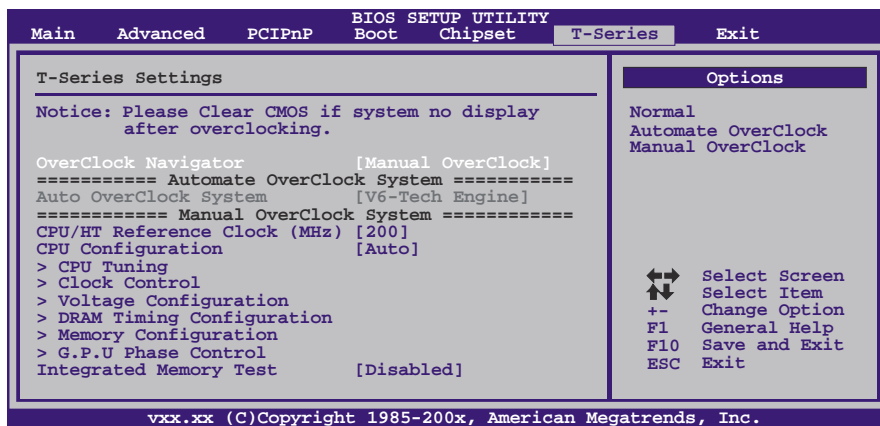 BIOS SETUP UTILITY
Main Advanced PCIPnP Boot Chipset T-Series Exit
T-Series Settings
Notice: Please Clear CMOS if system no display
after overclocking.
OverClock Navigator [Manual OverClock]
=========== Automate OverClock System ===========
Auto OverClock System [V6-Tech Engine]
============ Manual OverClock System ============
CPU/HT Reference Clock (MHz) [200]
CPU Configuration [Auto]
> CPU Tuning
> Clock Control
> Voltage Configuration
> DRAM Timing Configuration
> Memory Configuration
> G.P.U Phase Control
Integrated Memory Test [Disabled]
Options
Normal
Automate OverClock
Manual OverClock
Select Screen
Select Item
+- Change Option
F1 General Help
F10 Save and Exit
ESC Exit
vxx.xx (C)Copyright 1985-200x, American Megatrends, Inc.